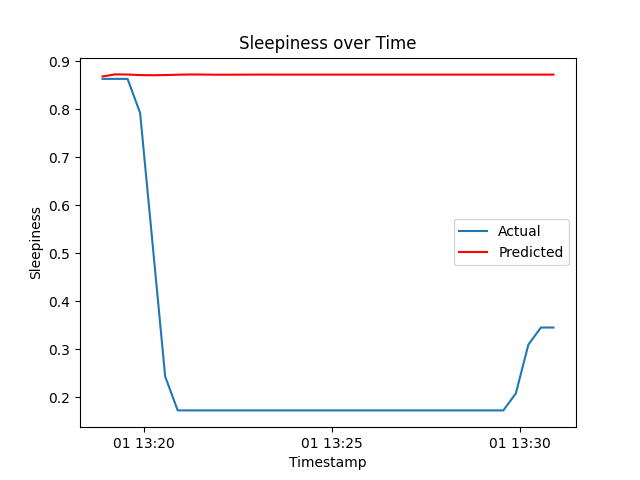 Sleepiness over Time
0.9
0.8
0.7
0.6
0.5
0.4
0.3
0.2
Sleepiness
Actual
Predicted
01 13:20
01 13:25
01 13:30
Timestamp